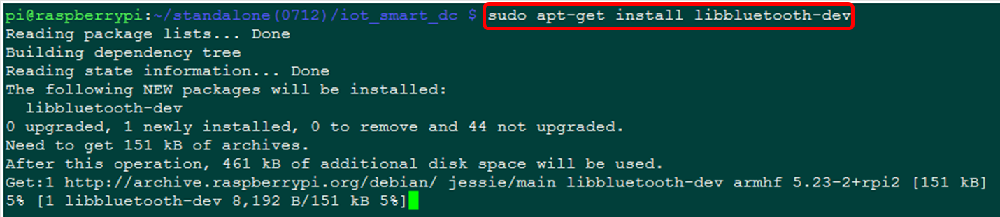 pi@raspberrypi:~/standalone(0712)/iot_smart_dc $ sudo apt-get install libbluetooth-dev
Reading package lists... Done
Building dependency tree
Reading state information... Done
The following NEW packages will be installed:
  libbluetooth-dev
0 upgraded, 1 newly installed, 0 to remove and 44 not upgraded.
Need to get 151 kB of archives.
After this operation, 461 kB of additional disk space will be used.
Get:1 http://archive.raspberrypi.org/debian/ jessie/main libbluetooth-dev armhf 5.23-2+rpi2 [151 kB]
5% [1 libbluetooth-dev 8,192 B/151 kB 5%]